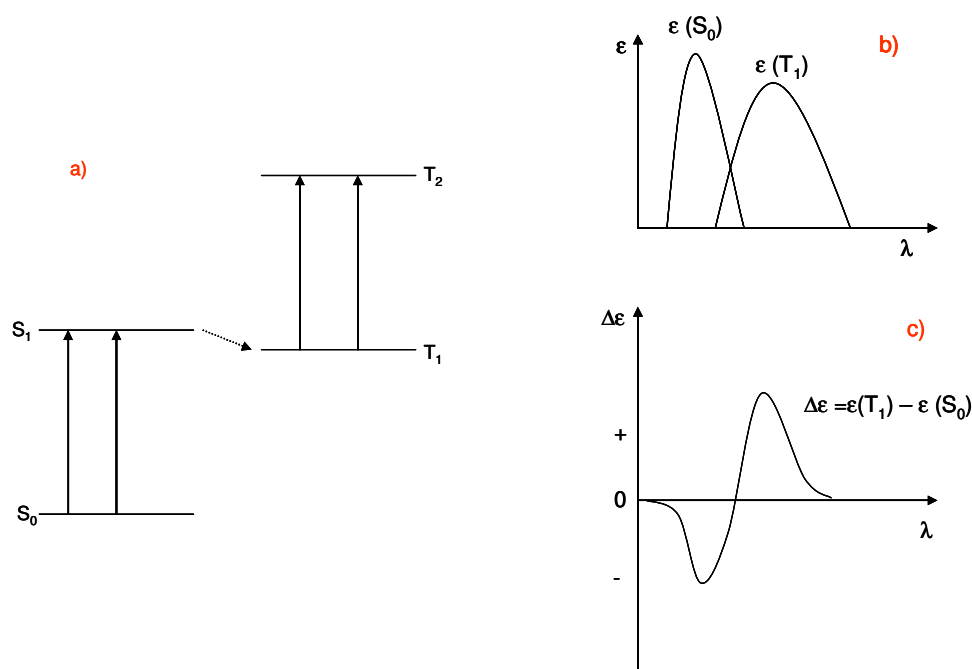 a)
T₂
S₁
T₁
S₀
b)
ε
ε (S₀)
ε (T₁)
λ
c)
Δε
Δε =ε(T₁) – ε (S₀)
+
0
λ
-